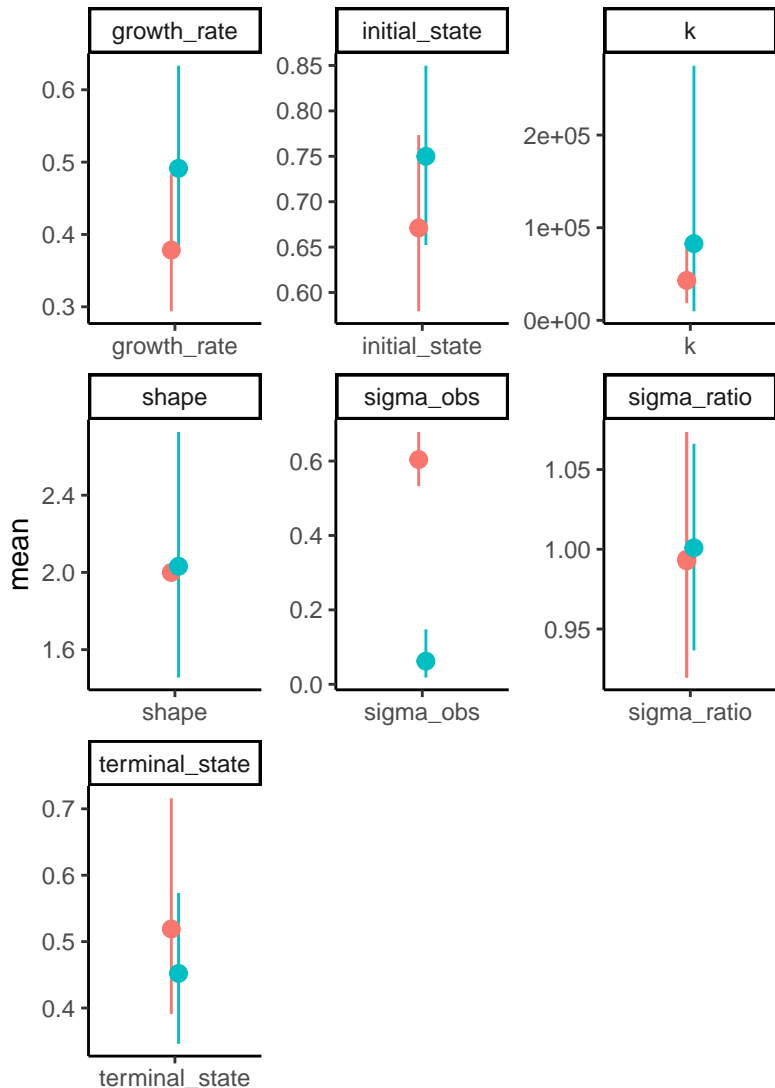 growth_rate
initial_state
k
0.6
0.5
0.4
0.3
growth_rate
0.85
0.80
0.75
0.70
0.65
0.60
initial_state
2e+05
1e+05
0e+00
k
shape
sigma_obs
sigma_ratio
mean
2.4
2.0
1.6
shape
0.6
0.4
0.2
0.0
sigma_obs
1.05
1.00
0.95
sigma_ratio
terminal_state
0.7
0.6
0.5
0.4
terminal_state